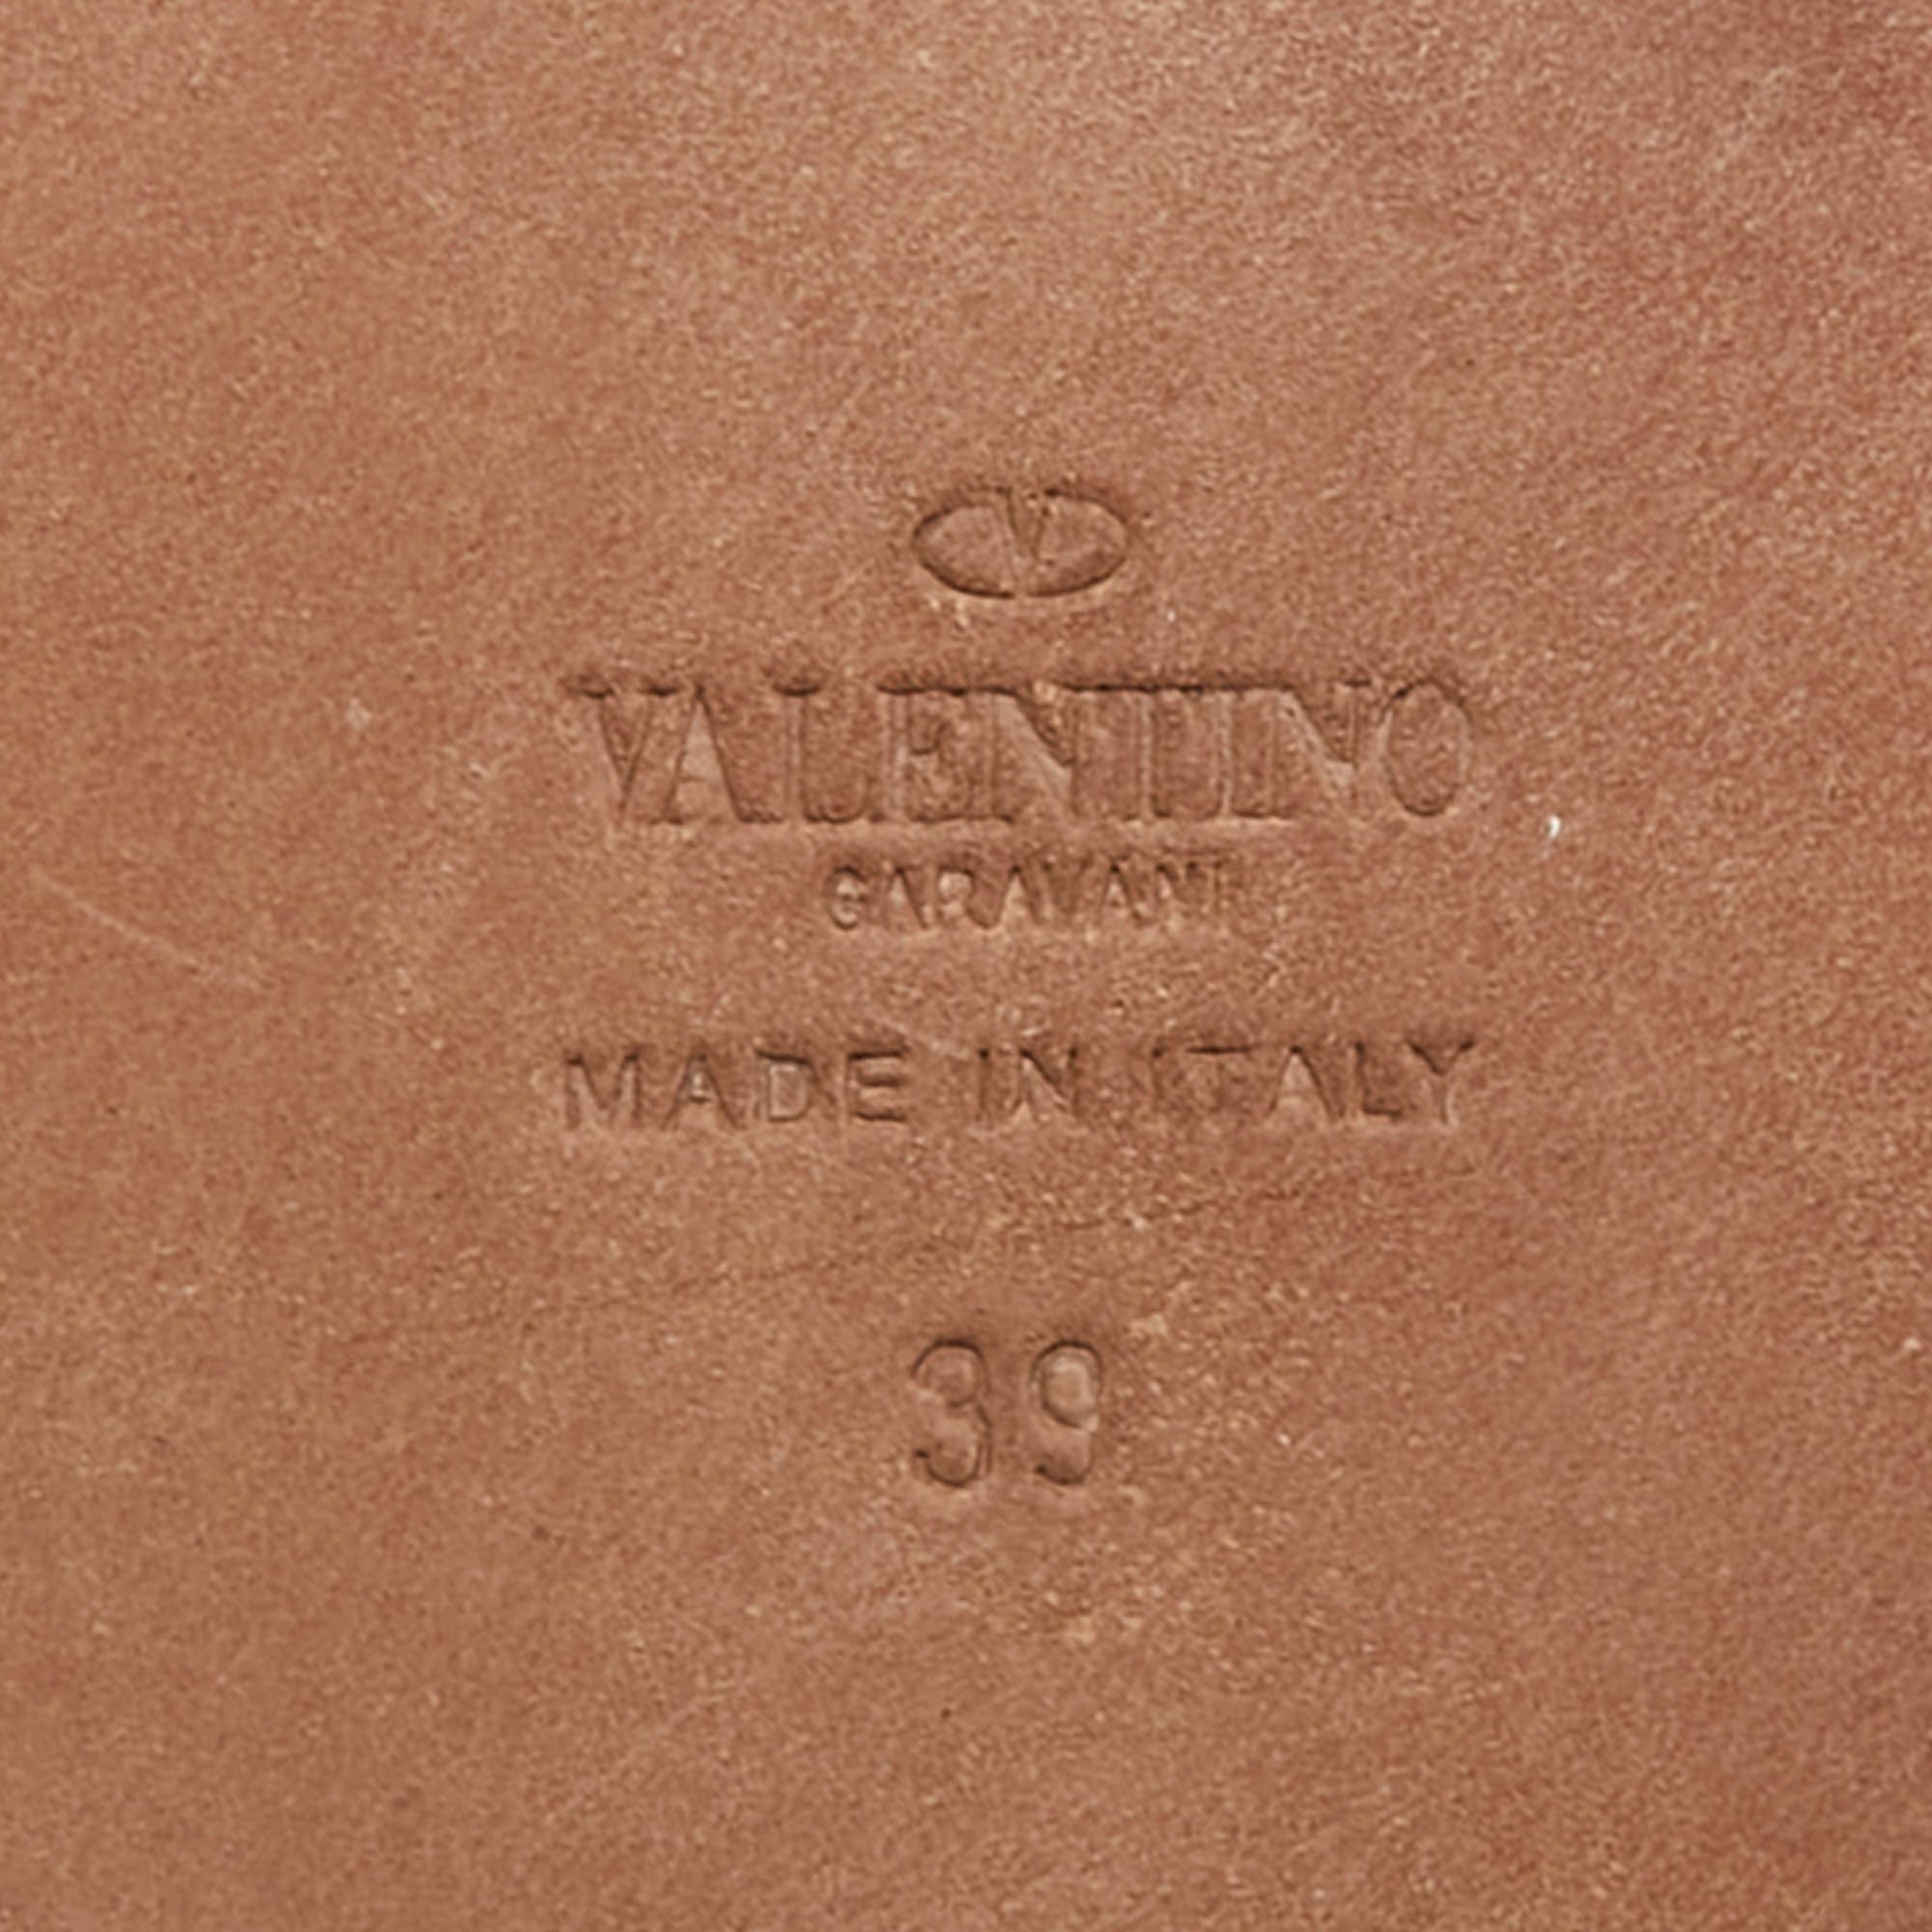 V
VALENTINO
GARAVANI
MADE IN ITALY
39